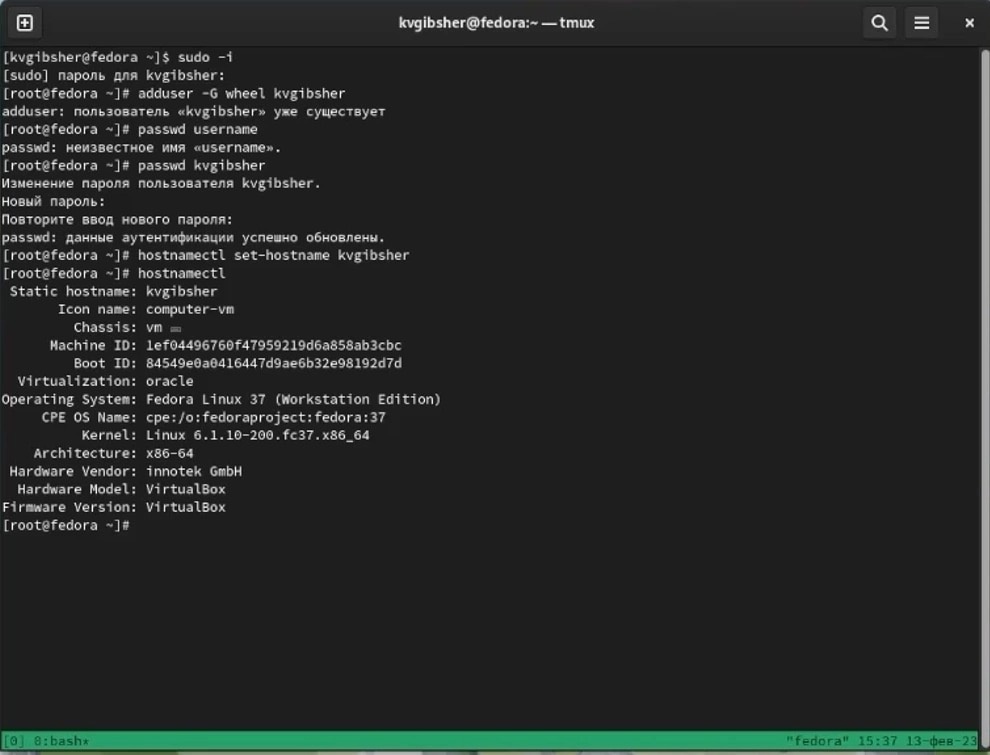 kvgibsher@fedora:~ — tmux
[kvgibsher@fedora ~]$ sudo -i
[sudo] пароль для kvgibsher:
[root@fedora ~]# adduser -G wheel kvgibsher
adduser: пользователь «kvgibsher» уже существует
[root@fedora ~]# passwd username
passwd: неизвестное имя «username».
[root@fedora ~]# passwd kvgibsher
Изменение пароля пользователя kvgibsher.
Новый пароль:
Повторите ввод нового пароля:
passwd: данные аутентификации успешно обновлены.
[root@fedora ~]# hostnamectl set-hostname kvgibsher
[root@fedora ~]# hostnamectl
Static hostname: kvgibsher
Icon name: computer-vm
Chassis: vm
Machine ID: 1ef04496760f47959219d6a858ab3cbc
Boot ID: 84549e0a0416447d9ae6b32e98192d7d
Virtualization: oracle
Operating System: Fedora Linux 37 (Workstation Edition)
CPE OS Name: cpe:/o:fedoraproject:fedora:37
Kernel: Linux 6.1.10-200.fc37.x86_64
Architecture: x86-64
Hardware Vendor: innotek GmbH
Hardware Model: VirtualBox
Firmware Version: VirtualBox
[root@fedora ~]#
[0] 8:bash* "fedora" 15:37 13-фев-23